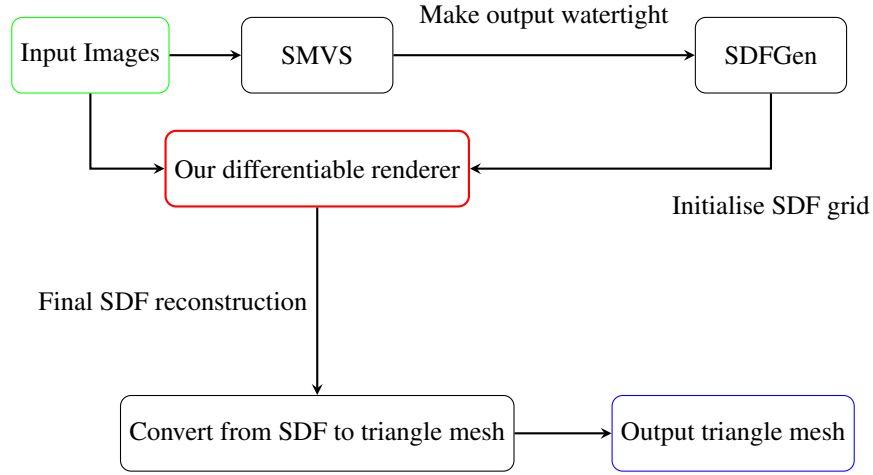 Make output watertight
Input Images
SMVS
SDFGen
Our differentiable renderer
Initialise SDF grid
Final SDF reconstruction
Convert from SDF to triangle mesh
Output triangle mesh